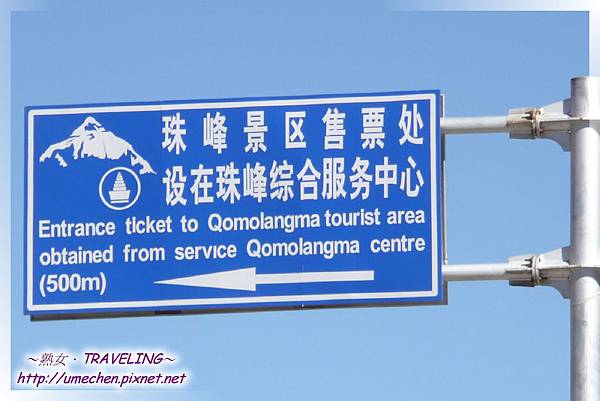 珠峰景区售票处
设在珠峰综合服务中心
Entrance ticket to Qomolangma tourist area
obtained from service Qomolangma centre
(500m)
～熟女‧TRAVELING～
http://umechen.pixnet.net